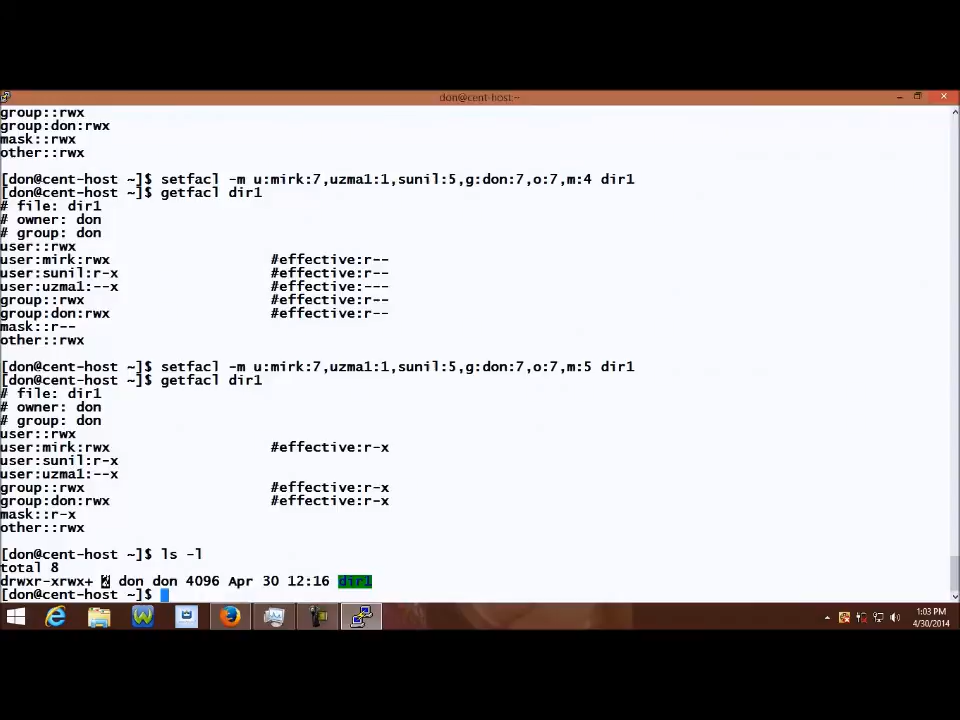 don@cent-host:~
group::rwx
group:don:rwx
mask::rwx
other::rwx
[don@cent-host ~]$ setfacl -m u:mirk:7,uzma1:1,sunil:5,g:don:7,o:7,m:4 dir1
[don@cent-host ~]$ getfacl dir1
# file: dir1
# owner: don
# group: don
user::rwx
user:mirk:rwx #effective:r--
user:sunil:r-x #effective:r--
user:uzma1:--x #effective:---
group::rwx #effective:r--
group:don:rwx #effective:r--
mask::r--
other::rwx
[don@cent-host ~]$ setfacl -m u:mirk:7,uzma1:1,sunil:5,g:don:7,o:7,m:5 dir1
[don@cent-host ~]$ getfacl dir1
# file: dir1
# owner: don
# group: don
user::rwx
user:mirk:rwx #effective:r-x
user:sunil:r-x
user:uzma1:--x
group::rwx #effective:r-x
group:don:rwx #effective:r-x
mask::r-x
other::rwx
[don@cent-host ~]$ ls -l
total 8
drwxr-xrwx+ don don 4096 Apr 30 12:16 dir1
[don@cent-host ~]$
1:03 PM
4/30/2014